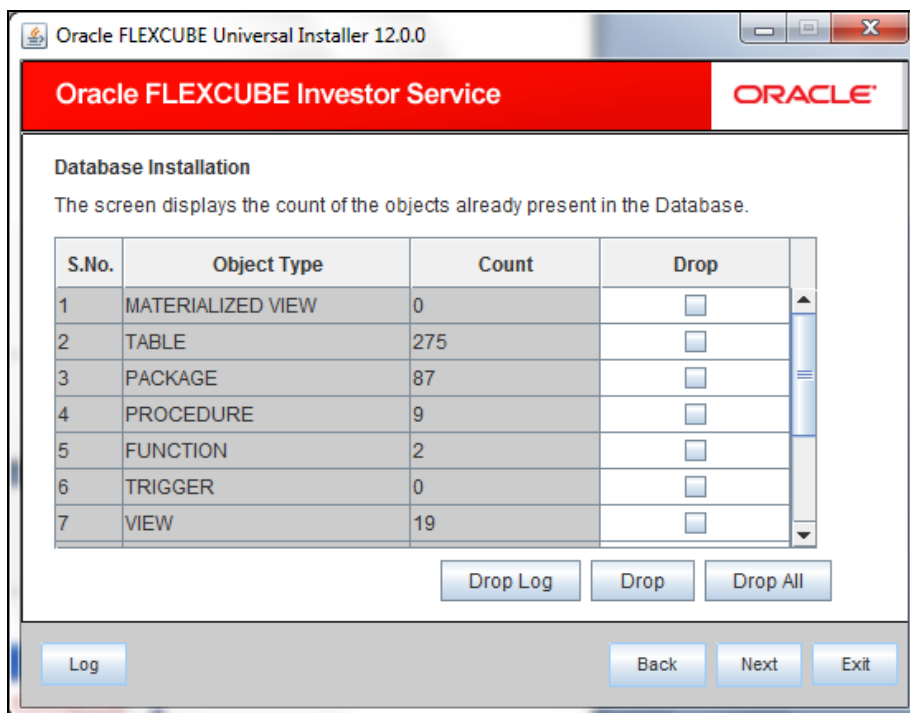 Oracle FLEXCUBE Universal Installer 12.0.0
Oracle FLEXCUBE Investor Service
ORACLE
Database Installation
The screen displays the count of the objects already present in the Database.
S.No. Object Type Count Drop
1 MATERIALIZED VIEW 0
2 TABLE 275
3 PACKAGE 87
4 PROCEDURE 9
5 FUNCTION 2
6 TRIGGER 0
7 VIEW 19
Drop Log Drop Drop All
Log Back Next Exit